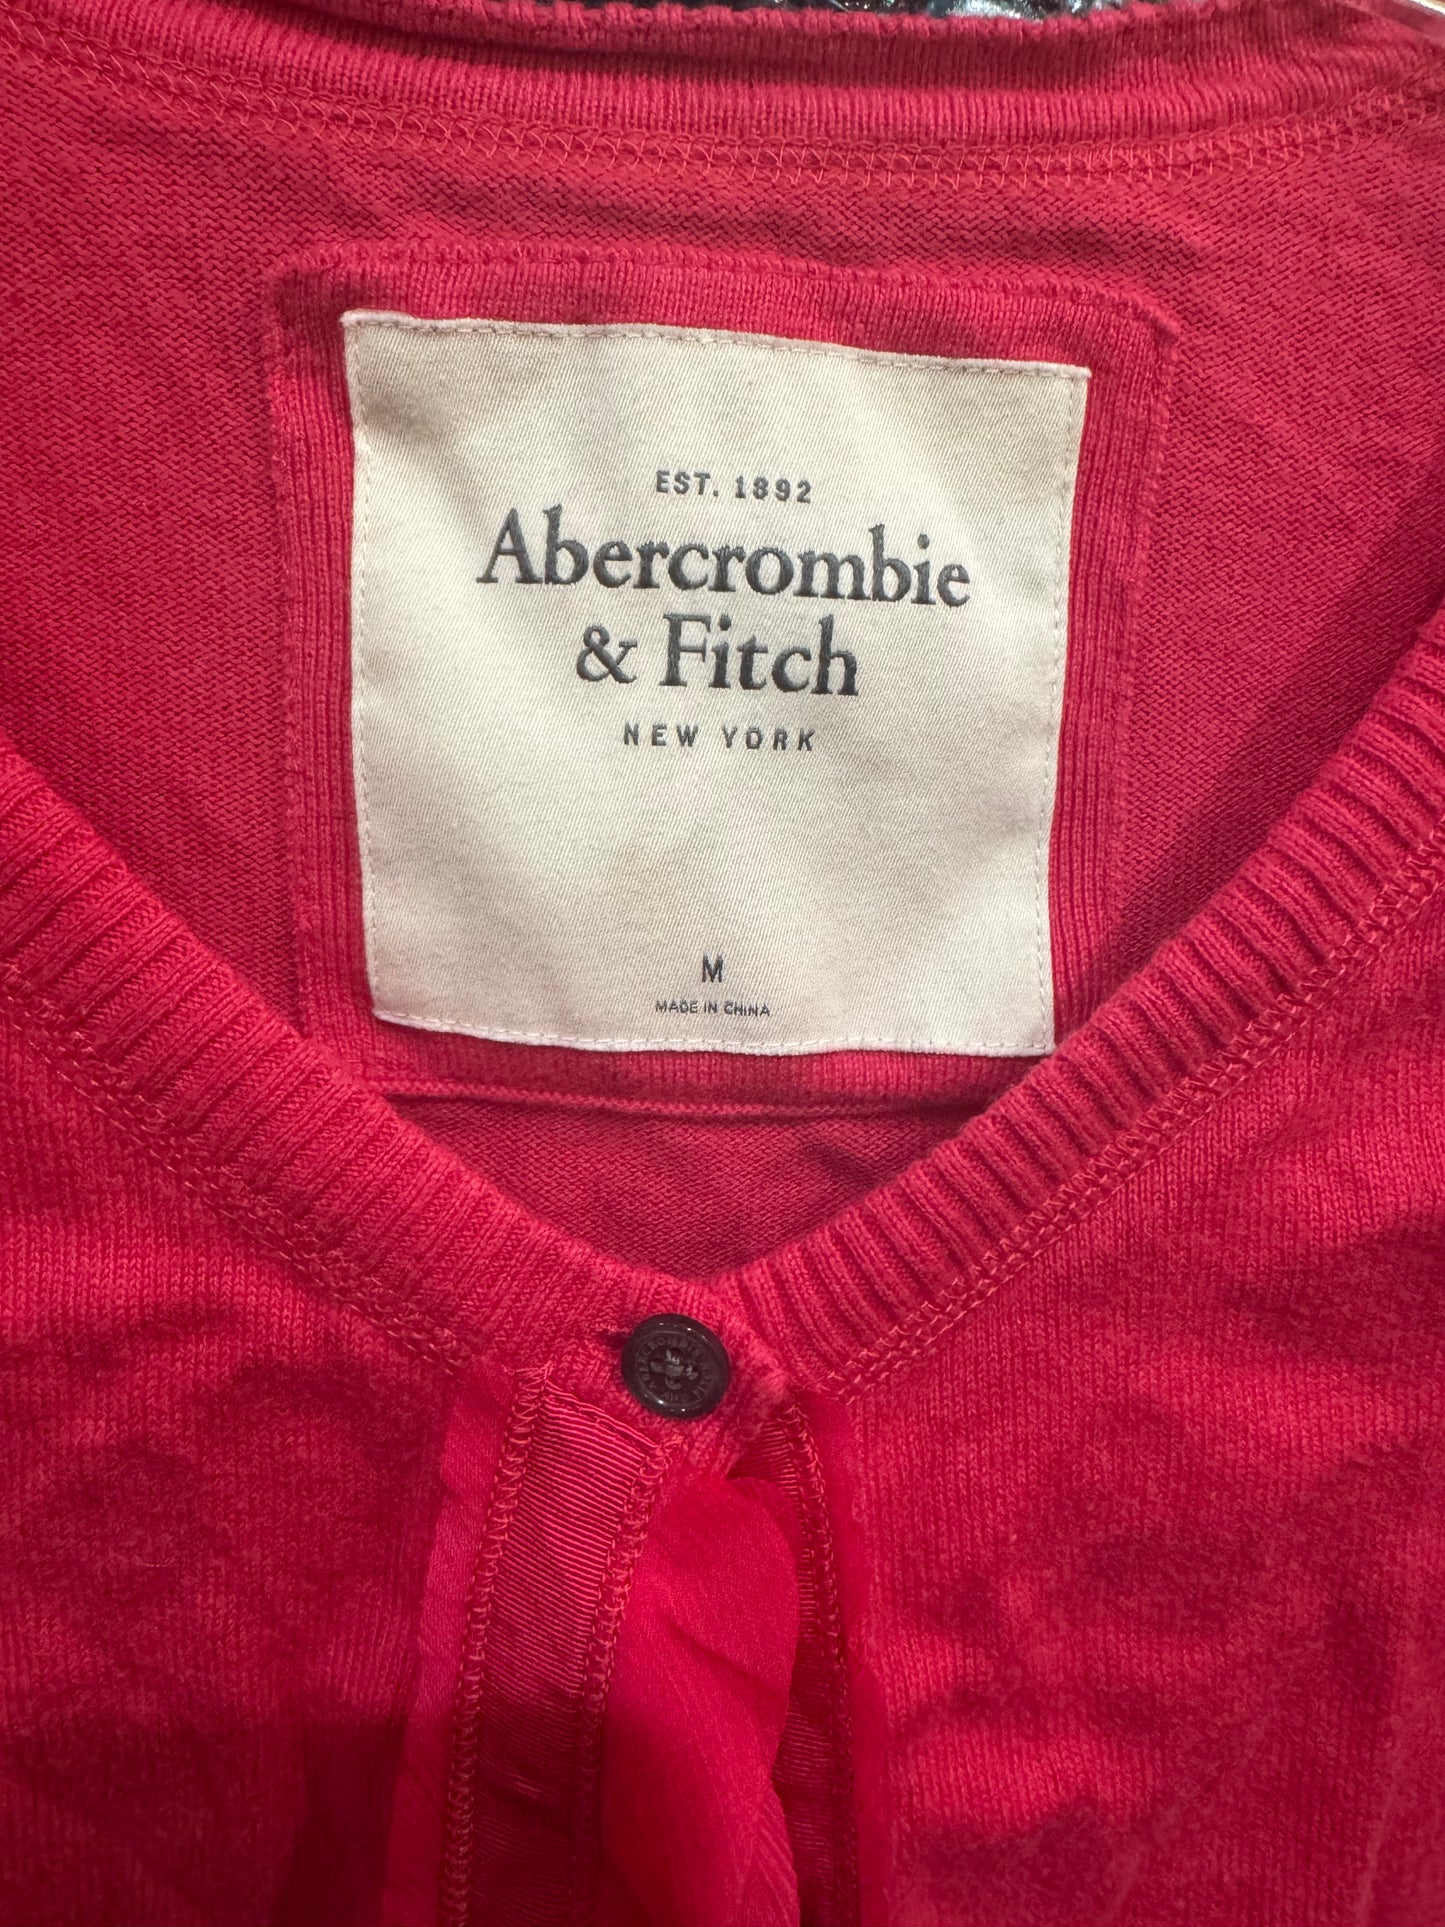 EST. 1892
Abercrombie
& Fitch
NEW YORK
M
MADE IN CHINA